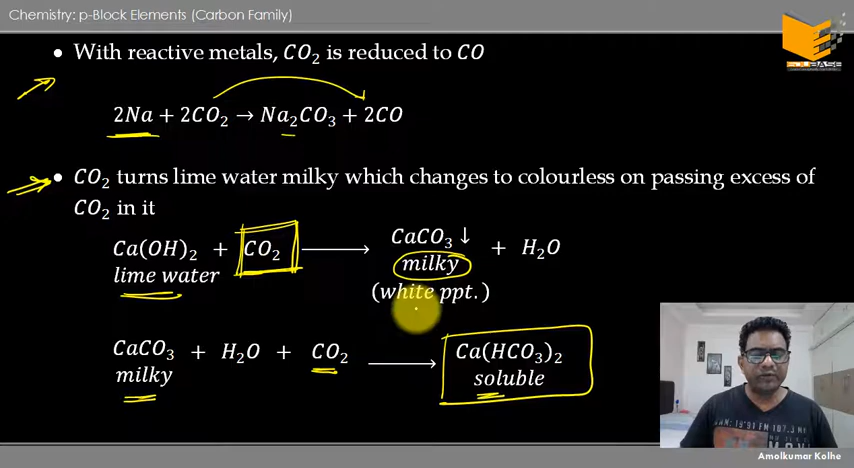 Chemistry: p-Block Elements (Carbon Family)
• With reactive metals, CO₂ is reduced to CO
2Na + 2CO₂ → Na₂CO₃ + 2CO
• CO₂ turns lime water milky which changes to colourless on passing excess of
CO₂ in it
Ca(OH)₂ + CO₂ ⟶ CaCO₃ ↓ + H₂O
lime water milky
(white ppt.)
CaCO₃ + H₂O + CO₂ ⟶ Ca(HCO₃)₂
milky soluble
Amolkumar Kolhe